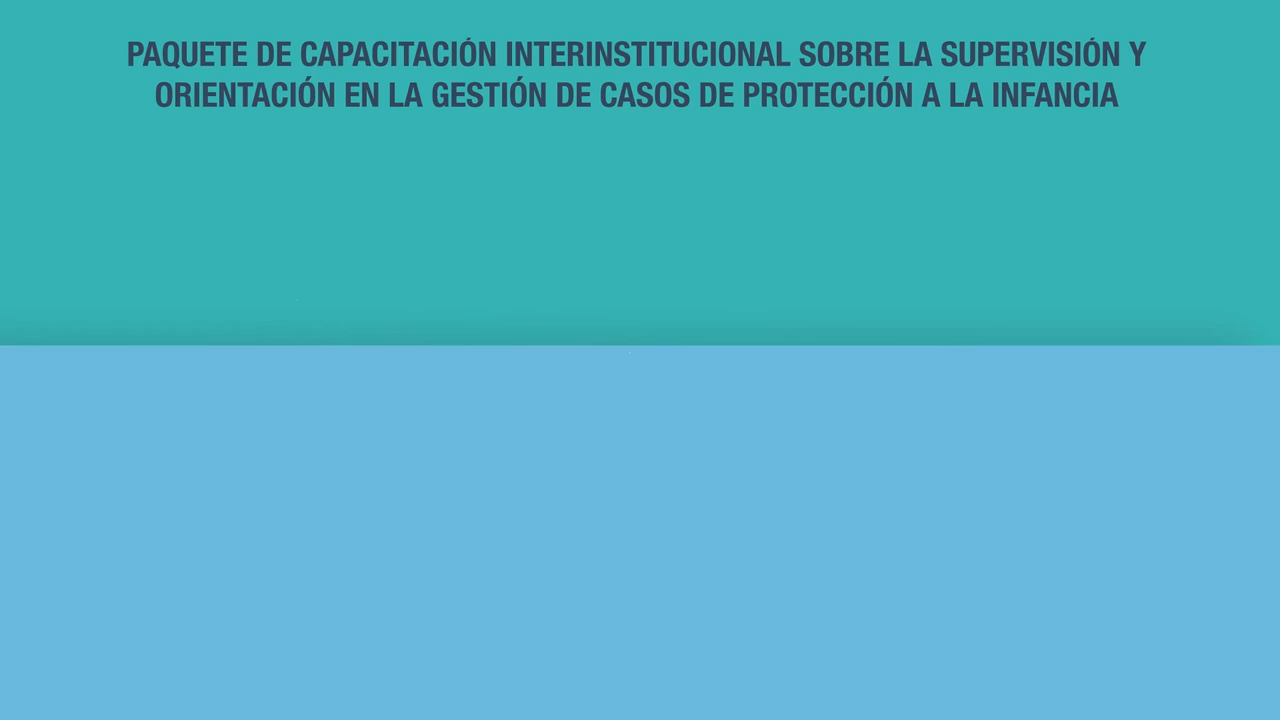 PAQUETE DE CAPACITACIÓN INTERINSTITUCIONAL SOBRE LA SUPERVISIÓN Y
ORIENTACIÓN EN LA GESTIÓN DE CASOS DE PROTECCIÓN A LA INFANCIA